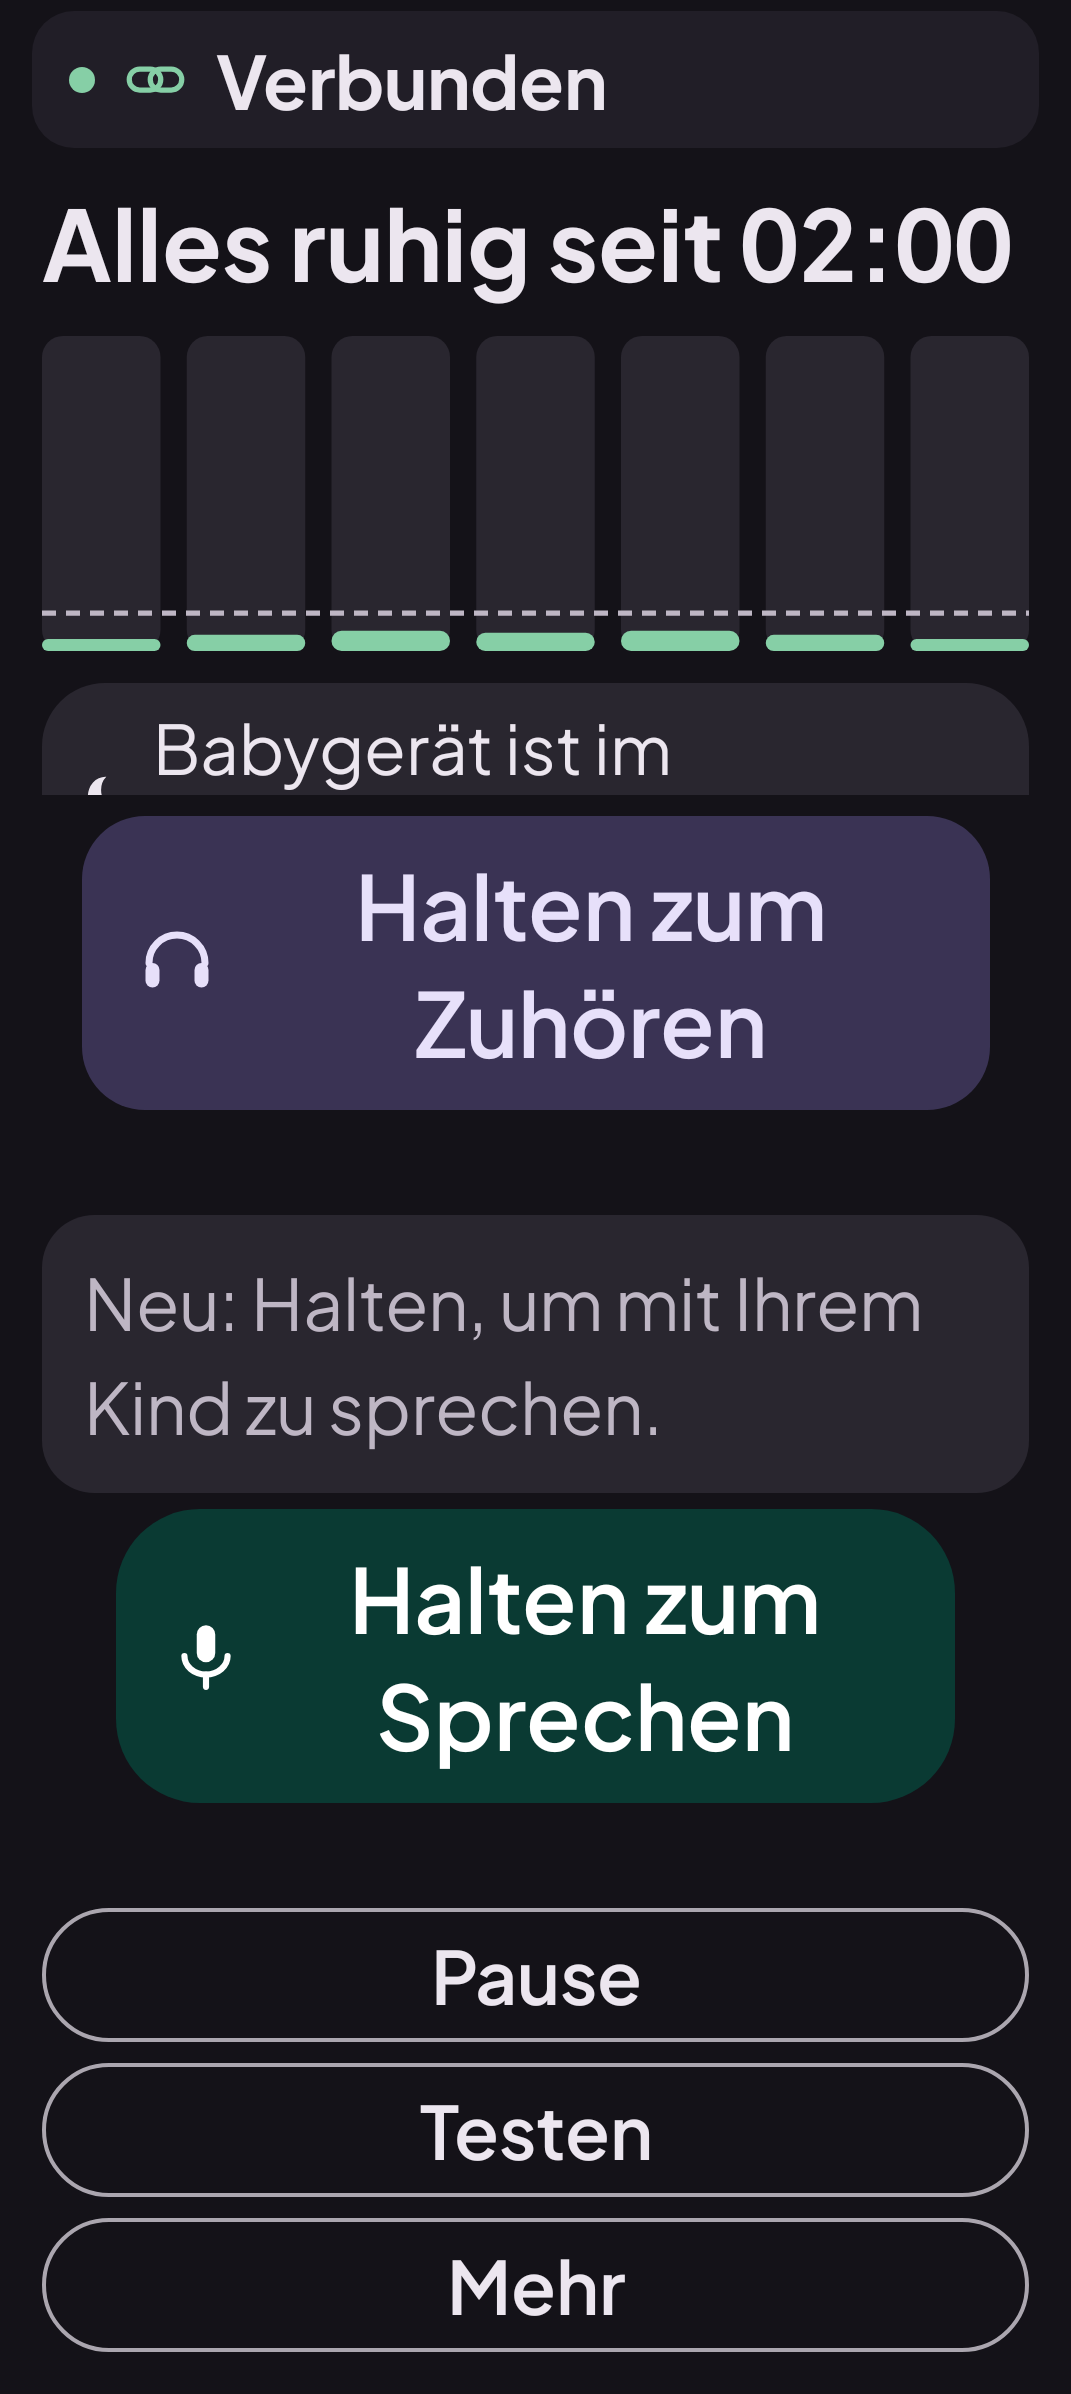 Verbunden
Alles ruhig seit 02:00
Babygerät ist im
Halten zum
Zuhören
Neu: Halten, um mit Ihrem
Kind zu sprechen.
Halten zum
Sprechen
Pause
Testen
Mehr